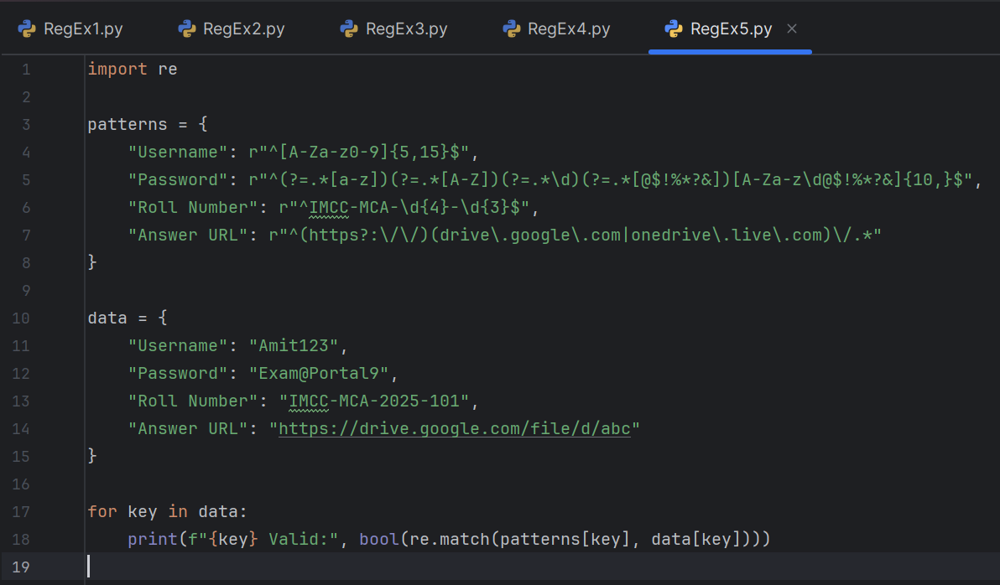 RegEx1.py RegEx2.py RegEx3.py RegEx4.py RegEx5.py ×
1 import re
2
3 patterns = {
4     "Username": r"^[A-Za-z0-9]{5,15}$",
5     "Password": r"^(?=.*[a-z])(?=.*[A-Z])(?=.*\d)(?=.*[@$!%*?&])[A-Za-z\d@$!%*?&]{10,}$",
6     "Roll Number": r"^IMCC-MCA-\d{4}-\d{3}$",
7     "Answer URL": r"^(https?:\/\/)(drive\.google\.com|onedrive\.live\.com)\/.*"
8 }
9
10 data = {
11     "Username": "Amit123",
12     "Password": "Exam@Portal9",
13     "Roll Number": "IMCC-MCA-2025-101",
14     "Answer URL": "https://drive.google.com/file/d/abc"
15 }
16
17 for key in data:
18     print(f"{key} Valid:", bool(re.match(patterns[key], data[key])))
19